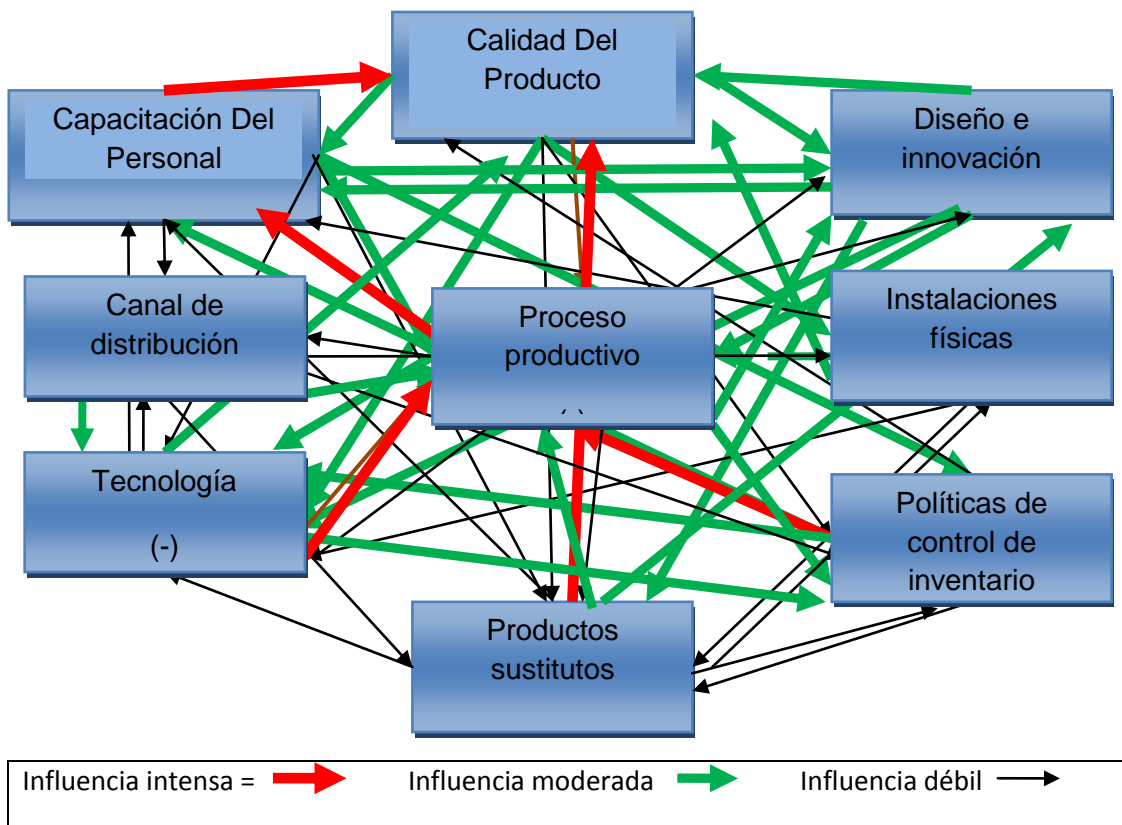 Calidad Del
Producto
Capacitación Del
Personal
Diseño e
innovación
Canal de
distribución
Proceso
productivo
Instalaciones
físicas
Tecnología
(-)
Políticas de
control de
inventario
Productos
sustitutos
Influencia intensa =
Influencia moderada
Influencia débil